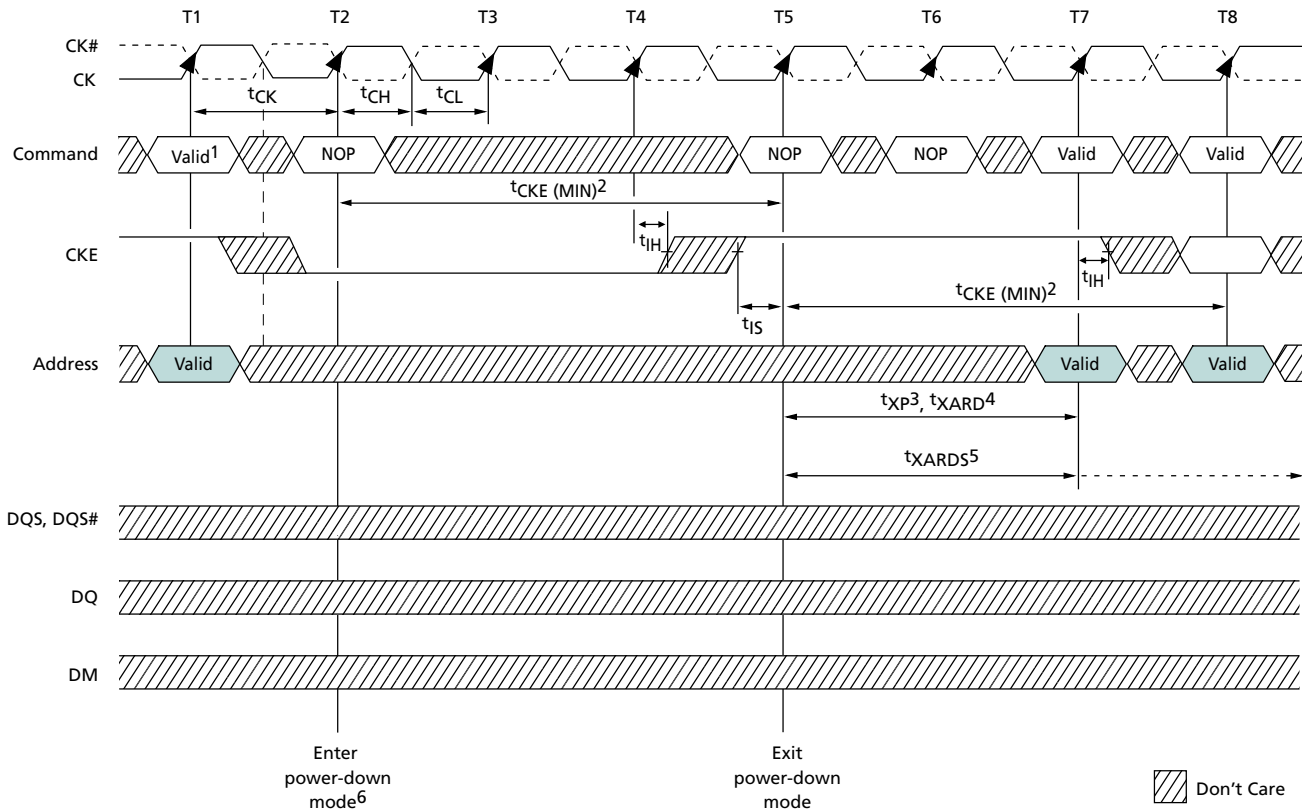 T1 T2 T3 T4 T5 T6 T7 T8
CK#
CK
tCK tCH tCL
Command Valid1 NOP NOP NOP Valid Valid
tCKE (MIN)2
tIH
CKE
tIH
tCKE (MIN)2
tIS
Address Valid Valid Valid
tXP3, tXARD4
tXARDS5
DQS, DQS#
DQ
DM
Enter
power-down
mode6
Exit
power-down
mode
Don't Care